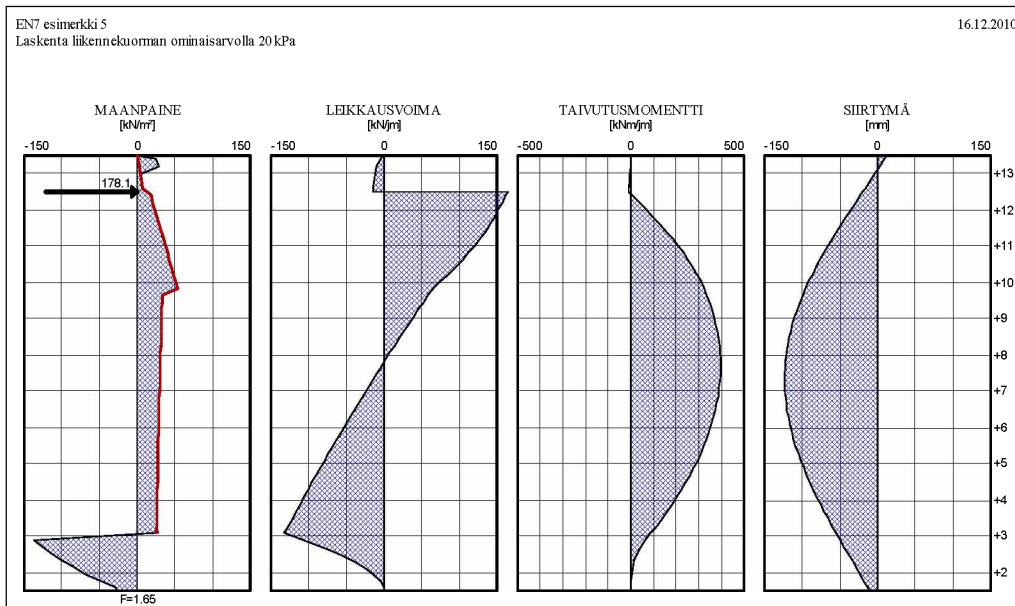 EN7 esimerkki 5 16.12.2010
Laskenta liikennekuorman ominaisarvolla 20 kPa
MAANPAINE LEIKKAUSVOIMA TAIVUTUSMOMENTTI SIIRTYMÄ
[kN/m²] [kN/jm] [kNm/jm] [mm]
-150 0 150 -150 0 150 -500 0 500 -150 0 150
+13
178.1
+12
+11
+10
+9
+8
+7
+6
+5
+4
+3
+2
F=1.65